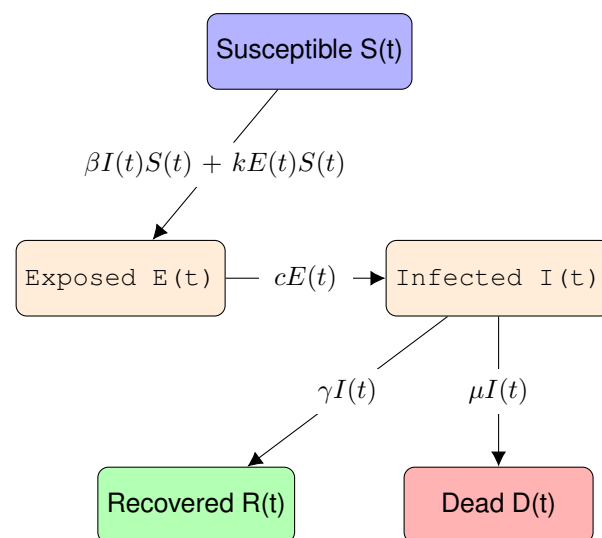 Susceptible S(t)
βI(t)S(t) + kE(t)S(t)
Exposed E(t)
cE(t)
Infected I(t)
γI(t)
μI(t)
Recovered R(t)
Dead D(t)